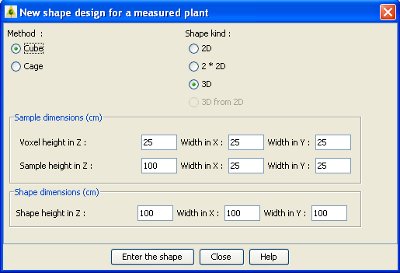 New shape design for a measured plant
Method : Shape kind :
Cube 2D
Cage 2 * 2D
3D
3D from 2D
Sample dimensions (cm)
Voxel height in Z : 25 Width in X : 25 Width in Y : 25
Sample height in Z : 100 Width in X : 25 Width in Y : 25
Shape dimensions (cm)
Shape height in Z : 100 Width in X : 100 Width in Y : 100
Enter the shape Close Help